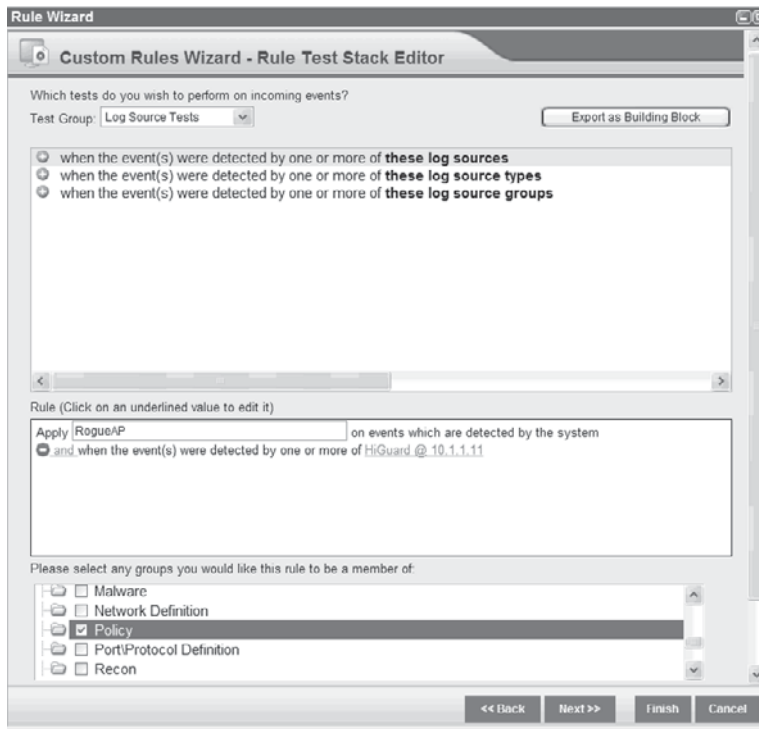 Rule Wizard
Custom Rules Wizard - Rule Test Stack Editor
Which tests do you wish to perform on incoming events?
Test Group: Log Source Tests
Export as Building Block
when the event(s) were detected by one or more of these log sources
when the event(s) were detected by one or more of these log source types
when the event(s) were detected by one or more of these log source groups
Rule (Click on an underlined value to edit it)
Apply RogueAP on events which are detected by the system
and when the event(s) were detected by one or more of HiGuard @ 10.1.1.11
Please select any groups you would like this rule to be a member of:
Malware
Network Definition
Policy
Port\Protocol Definition
Recon
<< Back Next >> Finish Cancel